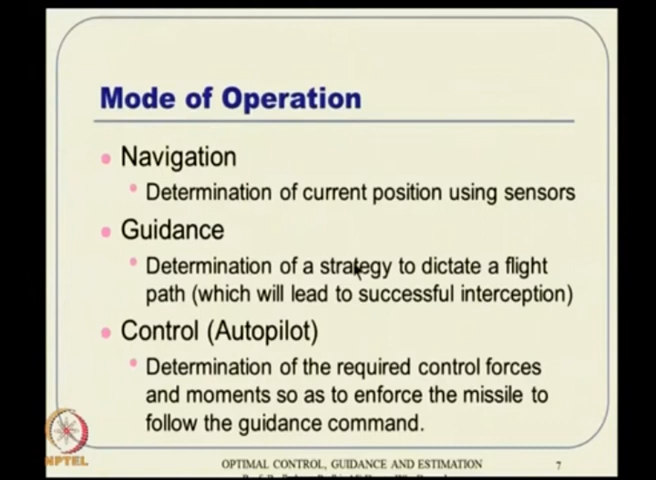 Mode of Operation
Navigation
Determination of current position using sensors
Guidance
Determination of a strategy to dictate a flight
path (which will lead to successful interception)
Control (Autopilot)
Determination of the required control forces
and moments so as to enforce the missile to
follow the guidance command.
NPTEL
OPTIMAL CONTROL, GUIDANCE AND ESTIMATION
7